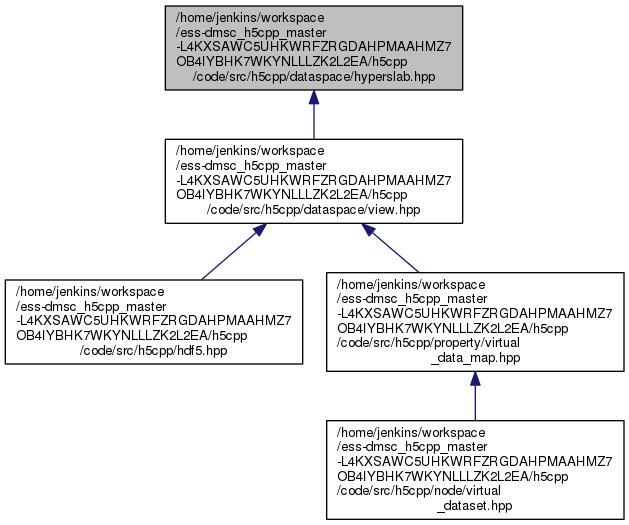 /home/jenkins/workspace
/ess-dmsc_h5cpp_master
-L4KXSAWC5UHKWRFZRGDAHPMAAHMZ7
OB4IYBHK7WKYNLLLZK2L2EA/h5cpp
/code/src/h5cpp/dataspace/hyperslab.hpp
/home/jenkins/workspace
/ess-dmsc_h5cpp_master
-L4KXSAWC5UHKWRFZRGDAHPMAAHMZ7
OB4IYBHK7WKYNLLLZK2L2EA/h5cpp
/code/src/h5cpp/dataspace/view.hpp
/home/jenkins/workspace
/ess-dmsc_h5cpp_master
-L4KXSAWC5UHKWRFZRGDAHPMAAHMZ7
OB4IYBHK7WKYNLLLZK2L2EA/h5cpp
/code/src/h5cpp/hdf5.hpp
/home/jenkins/workspace
/ess-dmsc_h5cpp_master
-L4KXSAWC5UHKWRFZRGDAHPMAAHMZ7
OB4IYBHK7WKYNLLLZK2L2EA/h5cpp
/code/src/h5cpp/property/virtual
_data_map.hpp
/home/jenkins/workspace
/ess-dmsc_h5cpp_master
-L4KXSAWC5UHKWRFZRGDAHPMAAHMZ7
OB4IYBHK7WKYNLLLZK2L2EA/h5cpp
/code/src/h5cpp/node/virtual
_dataset.hpp